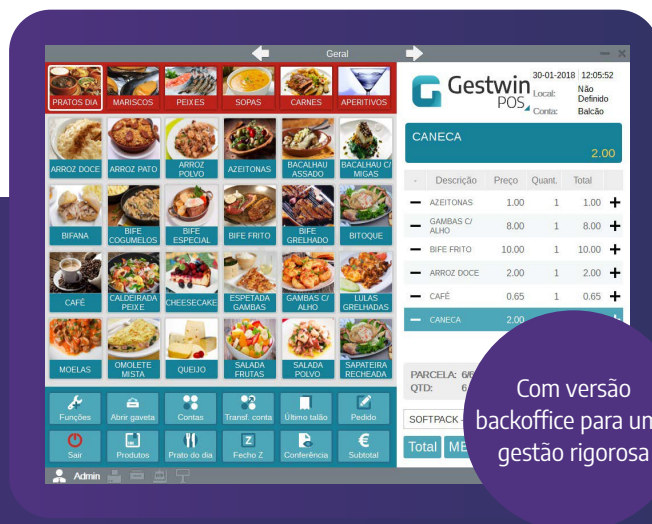 Geral
PRATOS DIA MARISCOS PEIXES SOPAS CARNES APERITIVOS
ARROZ DOCE ARROZ PATO ARROZ POLVO AZEITONAS BACALHAU ASSADO BACALHAU C/ MIGAS
BIFANA BIFE COGUMELOS BIFE ESPECIAL BIFE FRITO BIFE GRELHADO BITOQUE
CAFÉ CALDEIRADA PEIXE CHEESECAKE ESPETADA GAMBAS GAMBAS C/ ALHO LULAS GRELHADAS
MOELAS OMOLETE MISTA QUEIJO SALADA FRUTAS SALADA POLVO SAPATEIRA RECHEADA
Funções Abrir gaveta Contas Transf. conta Último talão Pedido
Sair Produtos Prato do dia Fecho Z Conferência Subtotal
Admin
Gestwin
POS
30-01-2018 12:05:52
Local: Não Definido
Conta: Balcão
CANECA
2.00
- Descrição Preço Quant. Total
AZEITONAS 1.00 1 1.00
GAMBAS C/ ALHO 8.00 1 8.00
BIFE FRITO 10.00 1 10.00
ARROZ DOCE 2.00 1 2.00
CAFÉ 0.65 1 0.65
CANECA 2.00
PARCELA: 6/6
QTD: 6
SOFTPACK -
Total
Com versão
backoffice para um
gestão rigorosa